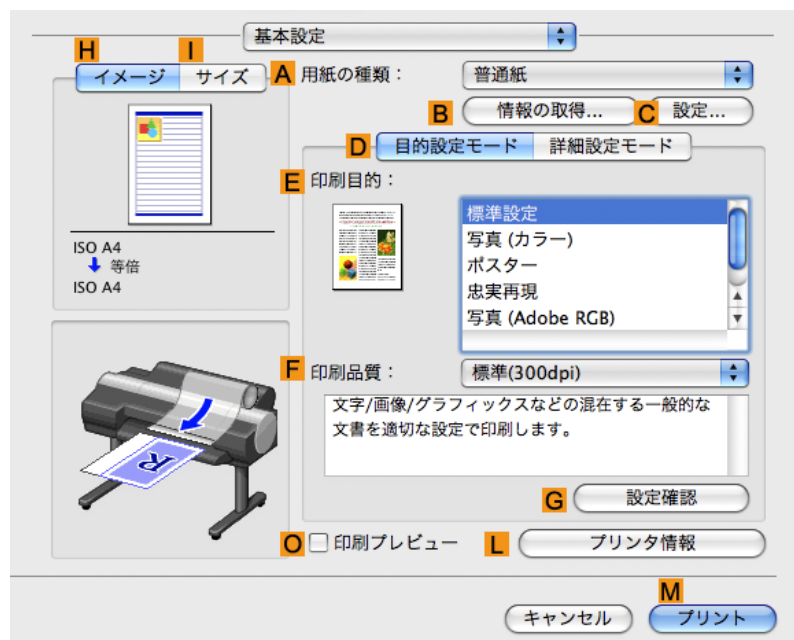 基本設定
H
I
イメージ サイズ
A 用紙の種類：
普通紙
B 情報の取得...
C 設定...
D 目的設定モード 詳細設定モード
E 印刷目的：
標準設定
写真 (カラー)
ポスター
忠実再現
写真 (Adobe RGB)
ISO A4
等倍
ISO A4
F 印刷品質：
標準(300dpi)
文字/画像/グラフィックスなどの混在する一般的な
文書を適切な設定で印刷します。
R
G 設定確認
O 印刷プレビュー
L プリンタ情報
M
キャンセル プリント